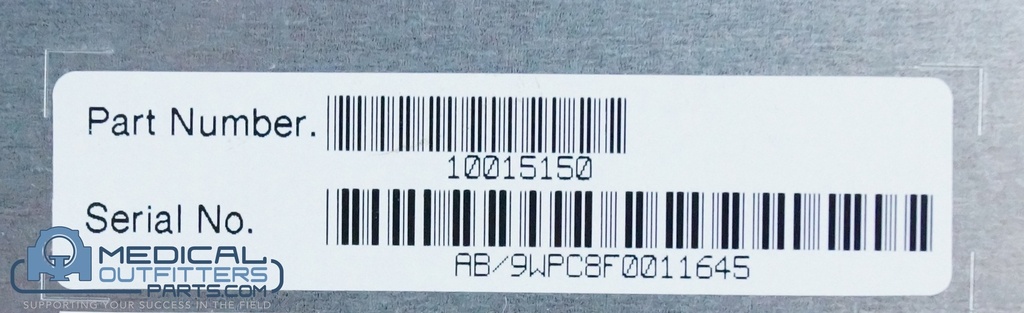 Part Number.
10015150
Serial No.
AB/9WPC8F0011645
MEDICAL
OUTFITTERS
PARTS.COM
SUPPORTING YOUR SUCCESS IN THE FIELD